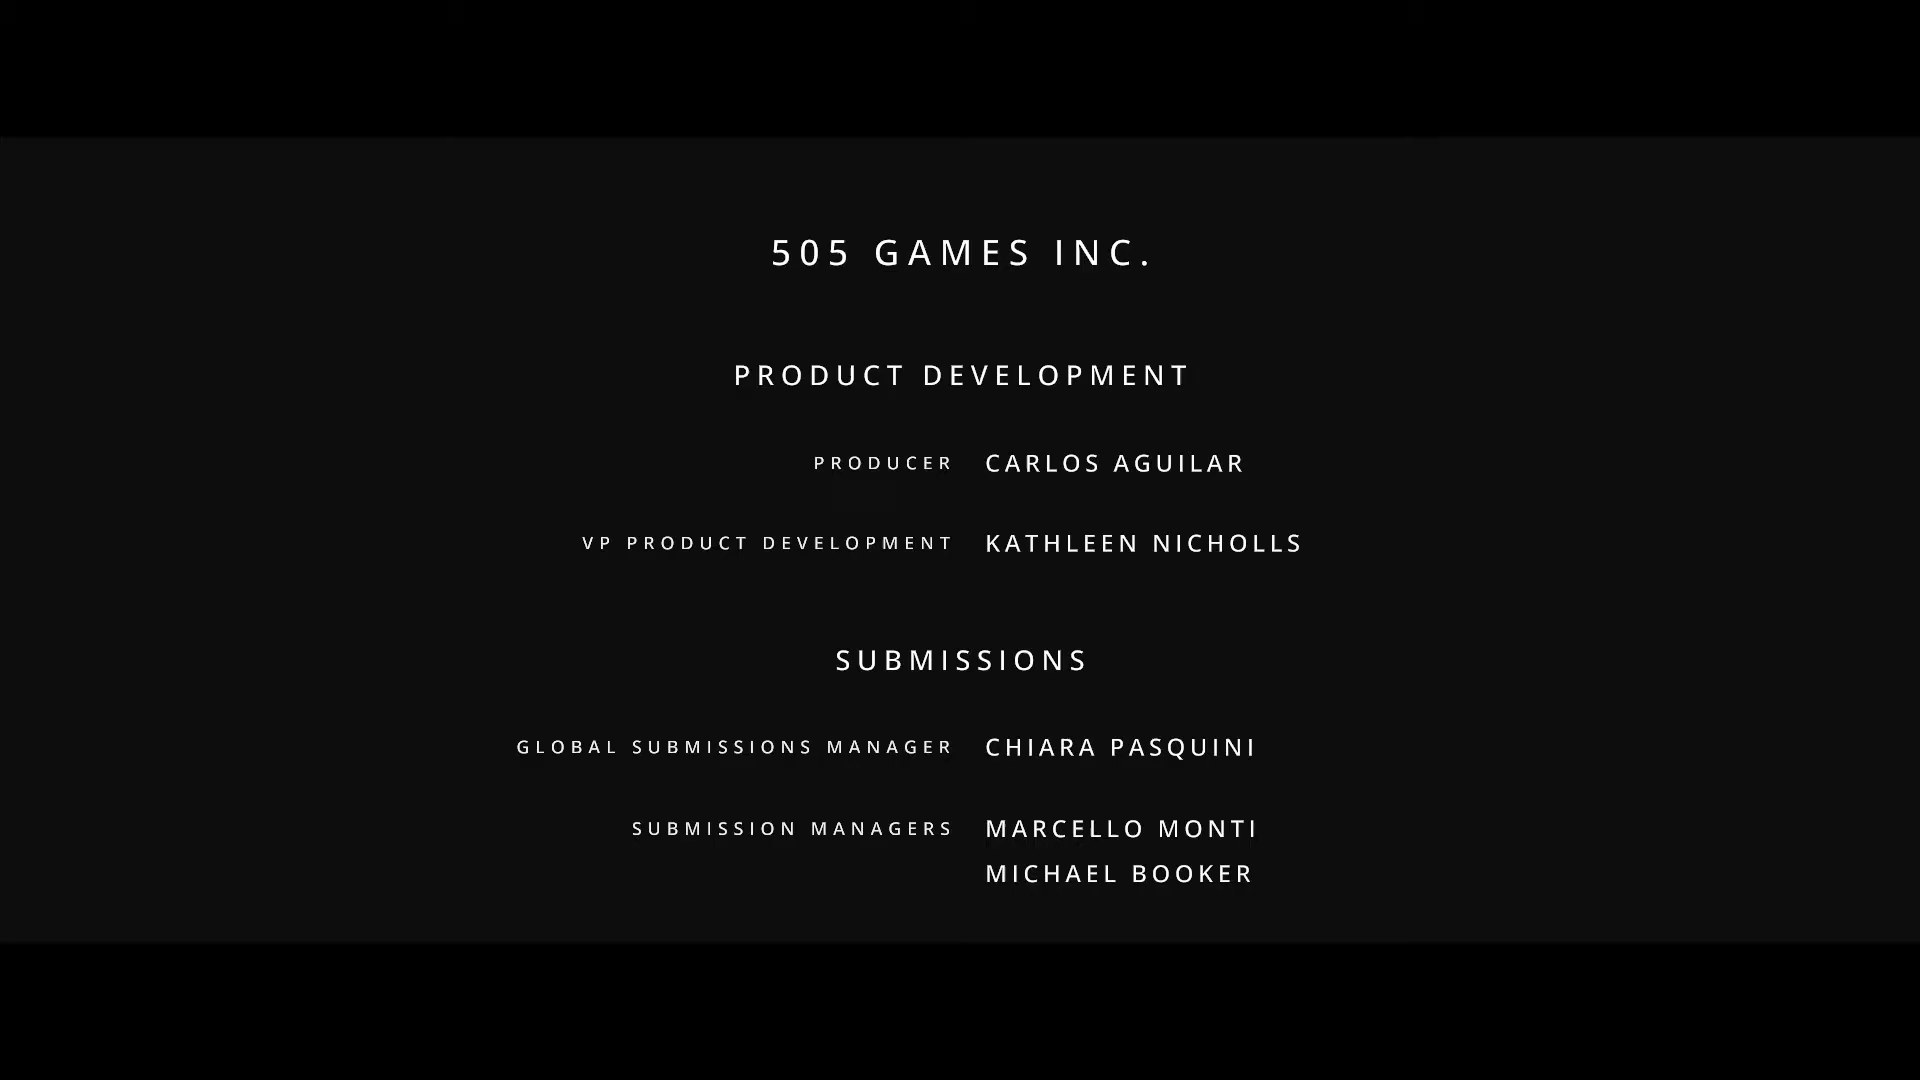 505 GAMES INC.
PRODUCT DEVELOPMENT
PRODUCER CARLOS AGUILAR
VP PRODUCT DEVELOPMENT KATHLEEN NICHOLLS
SUBMISSIONS
GLOBAL SUBMISSIONS MANAGER CHIARA PASQUINI
SUBMISSION MANAGERS MARCELLO MONTI
MICHAEL BOOKER